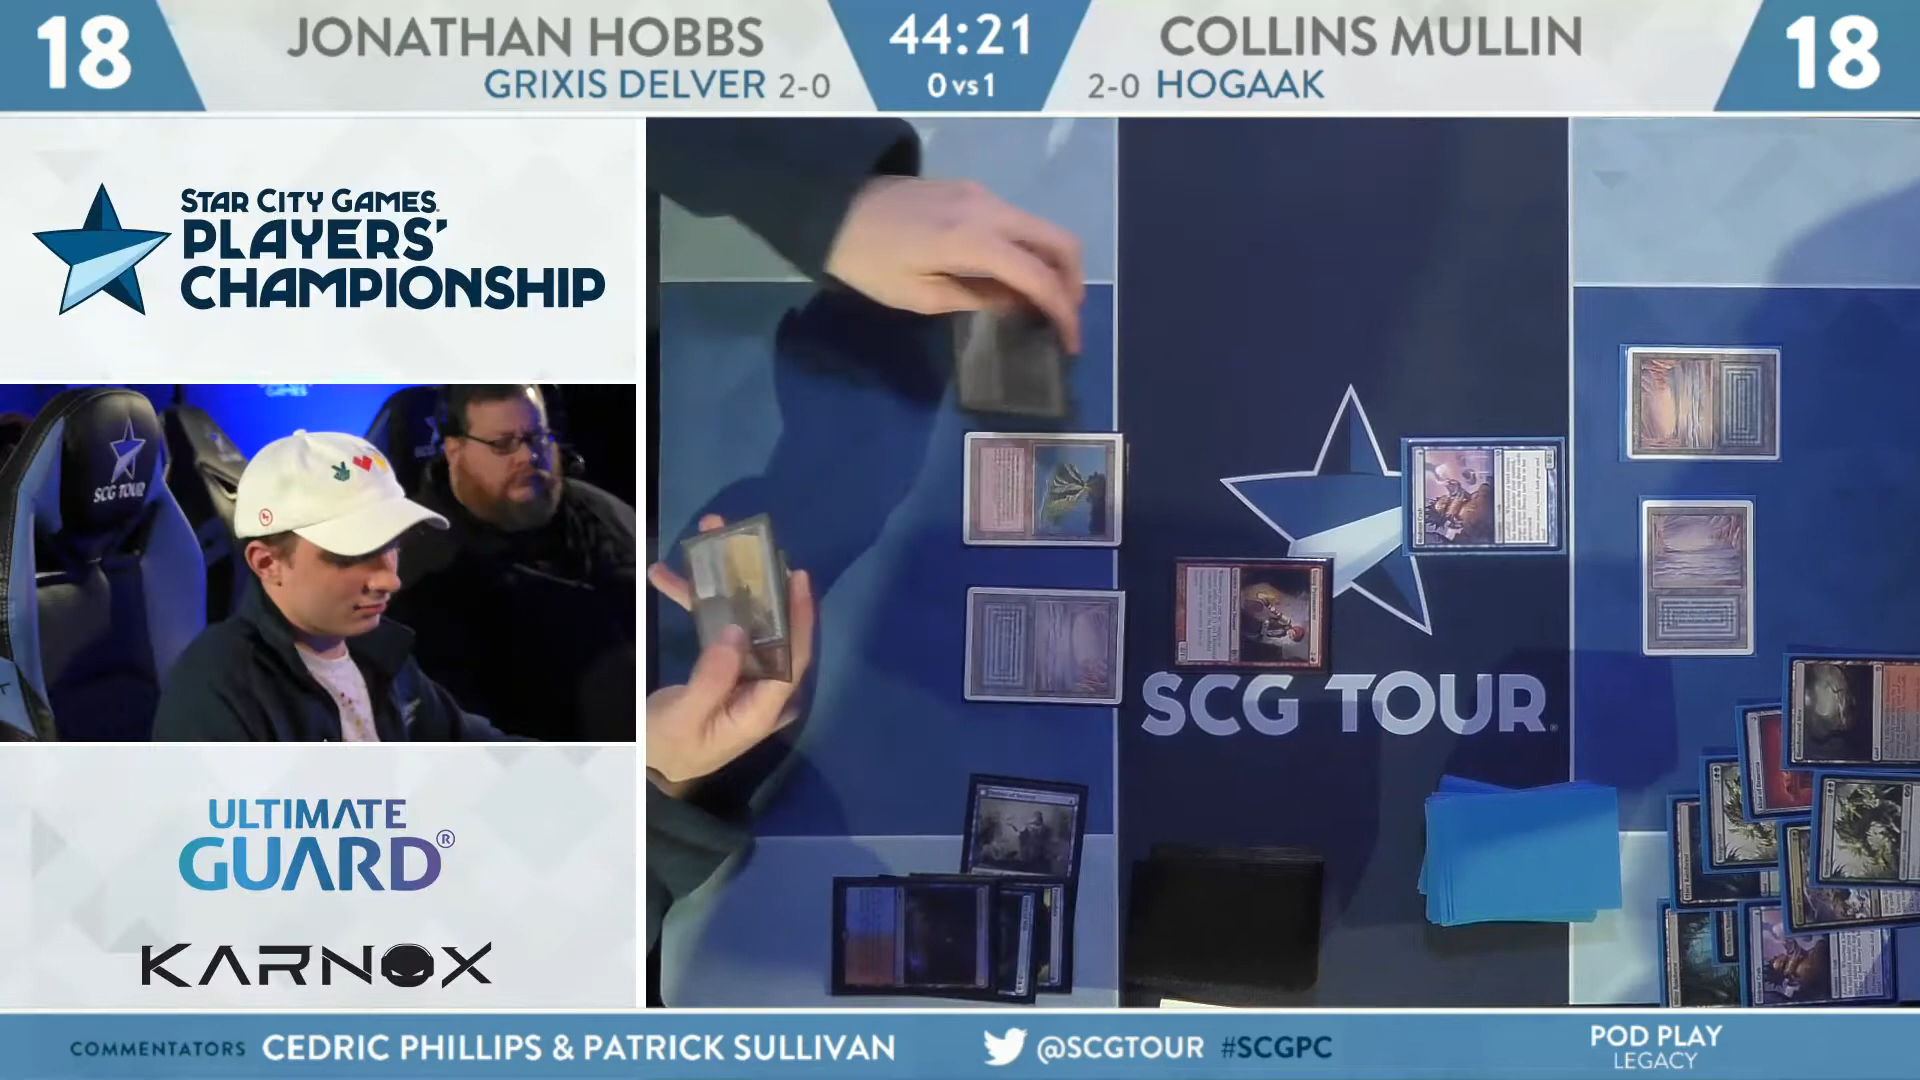 18
JONATHAN HOBBS
GRIXIS DELVER 2-0
44:21
0 vs 1
COLLINS MULLIN
2-0 HOGAAK
18
STAR CITY GAMES
PLAYERS'
CHAMPIONSHIP
SCG TOUR
SCG TOUR
ULTIMATE
GUARD®
KARNOX
COMMENTATORS CEDRIC PHILLIPS & PATRICK SULLIVAN
@SCGTOUR #SCGPC
POD PLAY
LEGACY